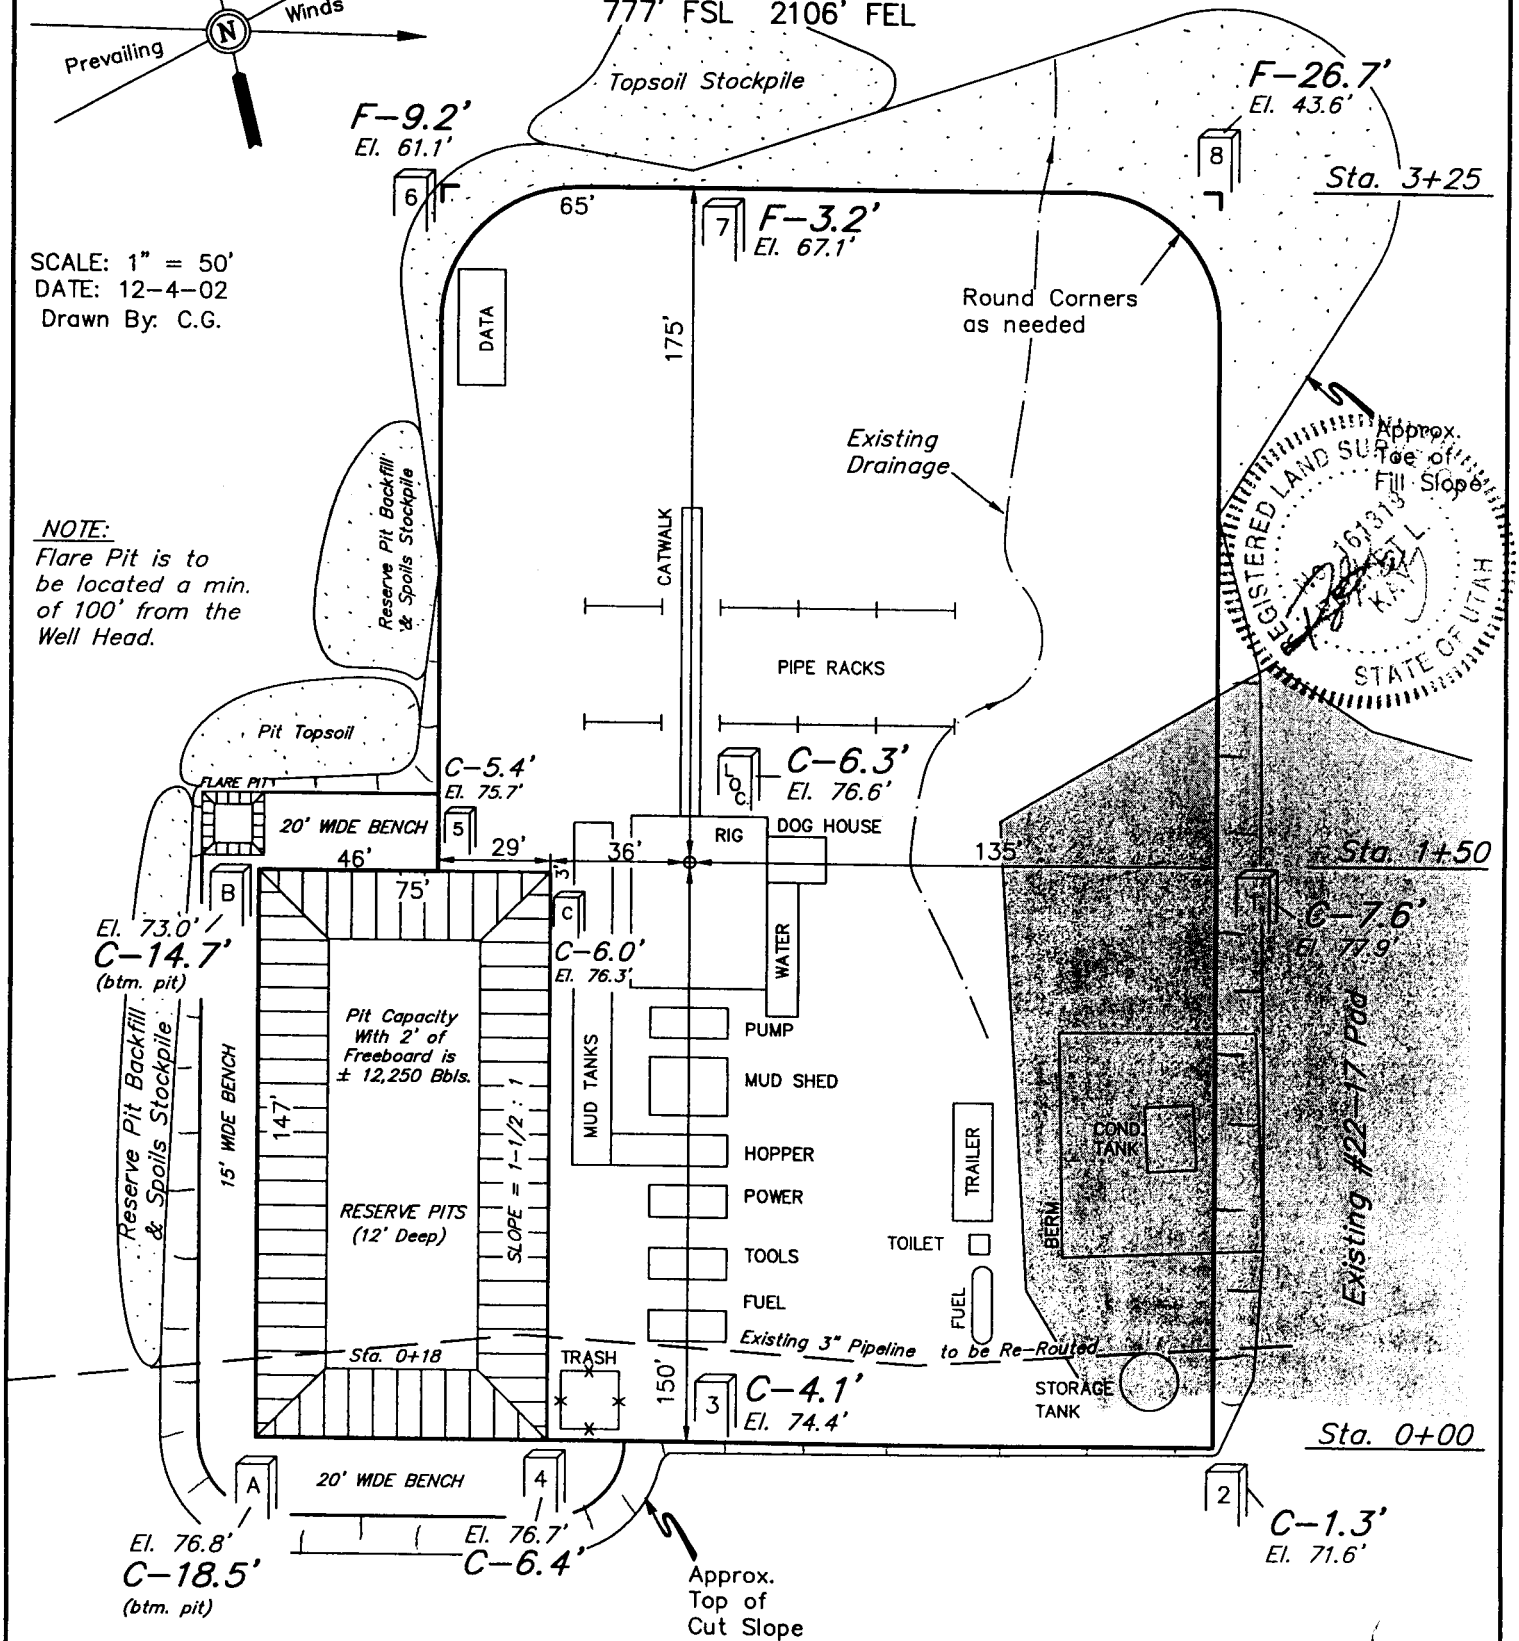 Winds
Prevailing
N
777' FSL 2106' FEL
Topsoil Stockpile
F-26.7'
El. 43.6'
F-9.2'
El. 61.1'
8
6
Sta. 3+25
65'
7
F-3.2'
El. 67.1'
SCALE: 1" = 50'
DATE: 12-4-02
Drawn By: C.G.
Round Corners
as needed
DATA
175'
Approx.
Toe of
Fill Slope
Existing
Drainage
REGISTERED LAND
161319
KAY
STATE OF UTAH
Reserve Pit Backfill
& Spoils Stockpile
CATWALK
NOTE:
Flare Pit is to
be located a min.
of 100' from the
Well Head.
PIPE RACKS
Pit Topsoil
FLARE PIT
C-5.4'
El. 75.7'
LOC.
C-6.3'
El. 76.6'
20' WIDE BENCH
5
RIG
DOG HOUSE
46'
29'
36'
135'
Sta. 1+50
3'
75'
B
C
1
El. 73.0'
C-14.7'
(btm. pit)
C-6.0'
El. 76.3'
WATER
C-7.6'
El. 77.9'
Pit Capacity
With 2' of
Freeboard is
± 12,250 Bbls.
PUMP
MUD SHED
MUD TANKS
HOPPER
POWER
TOOLS
FUEL
Reserve Pit Backfill
& Spoils Stockpile
15' WIDE BENCH
147'
SLOPE = 1-1/2 : 1
RESERVE PITS
(12' Deep)
TRAILER
TOILET
FUEL
COND.
TANK
BERM
Existing #22-17 Pad
Existing 3" Pipeline to be Re-Routed
Sta. 0+18
TRASH
150'
3
C-4.1'
El. 74.4'
STORAGE
TANK
Sta. 0+00
A
20' WIDE BENCH
4
2
El. 76.8'
C-18.5'
(btm. pit)
El. 76.7'
C-6.4'
C-1.3'
El. 71.6'
Approx.
Top of
Cut Slope